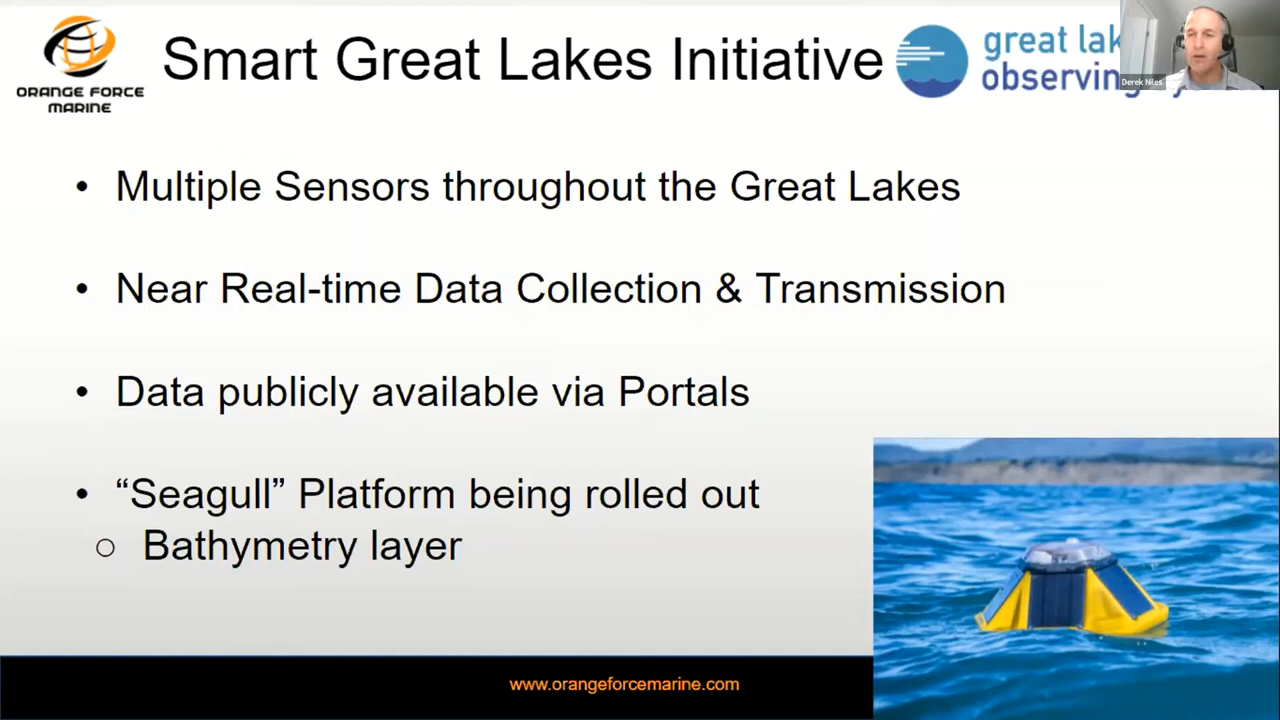 ORANGE FORCE
MARINE
Smart Great Lakes Initiative
great lak
observing
Derek Niles
• Multiple Sensors throughout the Great Lakes
• Near Real-time Data Collection & Transmission
• Data publicly available via Portals
• “Seagull” Platform being rolled out
○ Bathymetry layer
www.orangeforcemarine.com